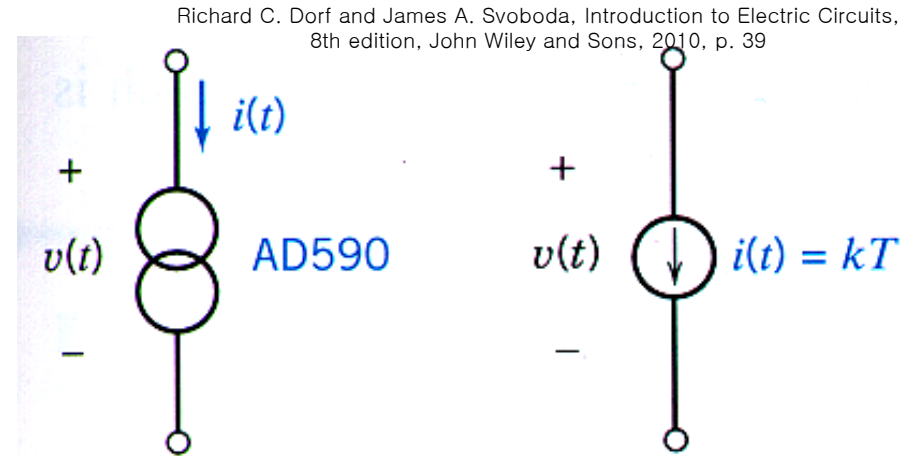 Richard C. Dorf and James A. Svoboda, Introduction to Electric Circuits,
8th edition, John Wiley and Sons, 2010, p. 39
i(t)
+
+
v(t)
AD590
v(t)
i(t) = kT
−
−